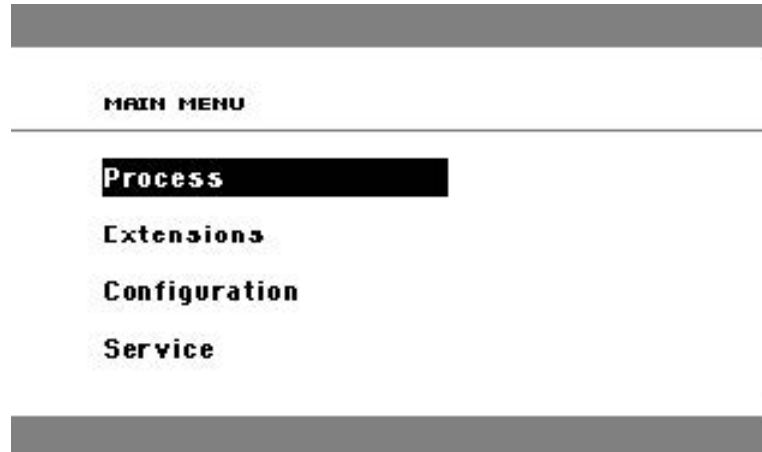 MAIN MENU
Process
Extensions
Configuration
Service